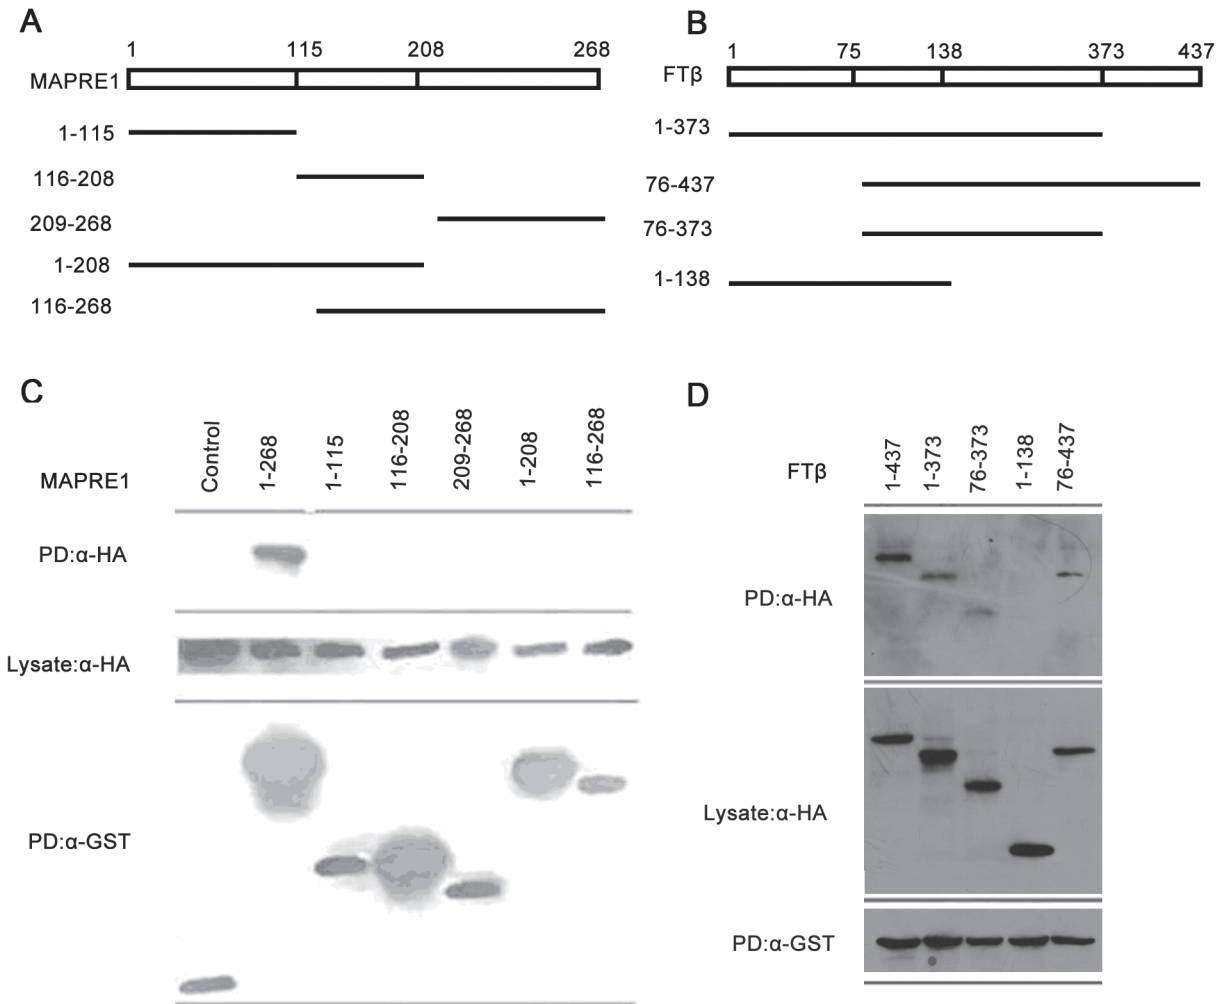 A
1 115 208 268
MAPRE1
1-115
116-208
209-268
1-208
116-268
B
1 75 138 373 437
FTβ
1-373
76-437
76-373
1-138
C
MAPRE1
Control 1-268 1-115 116-208 209-268 1-208 116-268
PD:α-HA
Lysate:α-HA
PD:α-GST
D
FTβ
1-437 1-373 76-373 1-138 76-437
PD:α-HA
Lysate:α-HA
PD:α-GST